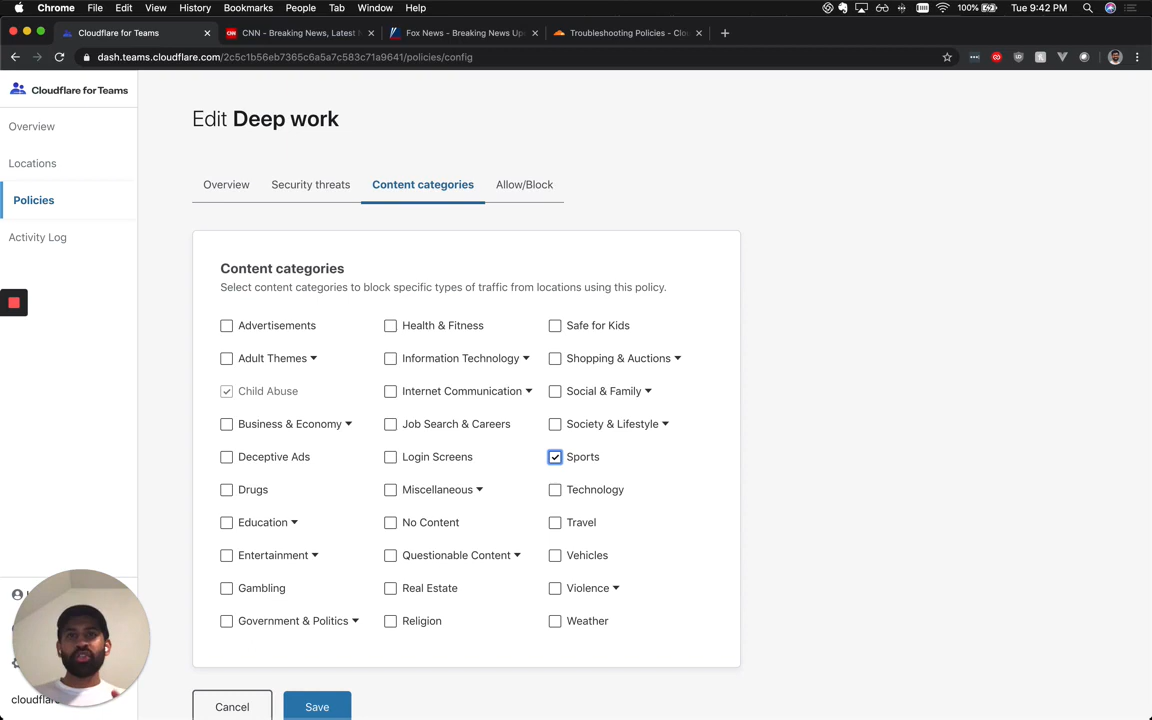 Chrome File Edit View History Bookmarks People Tab Window Help 100% Tue 9:42 PM
Cloudflare for Teams CNN - Breaking News, Latest Fox News - Breaking News Up Troubleshooting Policies - Clo
dash.teams.cloudflare.com/2c5c1b56eb7365c6a5a7c583c71a9641/policies/config
Cloudflare for Teams
Overview
Locations
Policies
Activity Log
cloudflare
Edit Deep work
Overview Security threats Content categories Allow/Block
Content categories
Select content categories to block specific types of traffic from locations using this policy.
Advertisements Health & Fitness Safe for Kids
Adult Themes Information Technology Shopping & Auctions
Child Abuse Internet Communication Social & Family
Business & Economy Job Search & Careers Society & Lifestyle
Deceptive Ads Login Screens Sports
Drugs Miscellaneous Technology
Education No Content Travel
Entertainment Questionable Content Vehicles
Gambling Real Estate Violence
Government & Politics Religion Weather
Cancel Save